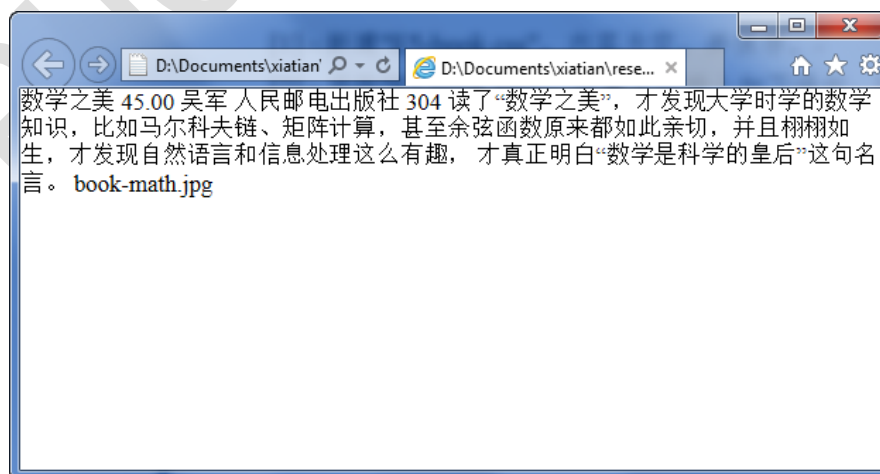 D:\Documents\xiatian
D:\Documents\xiatian\rese...
数学之美 45.00 吴军 人民邮电出版社 304 读了“数学之美”，才发现大学时学的数学
知识，比如马尔科夫链、矩阵计算，甚至余弦函数原来都如此亲切，并且栩栩如
生，才发现自然语言和信息处理这么有趣， 才真正明白“数学是科学的皇后”这句名
言。 book-math.jpg